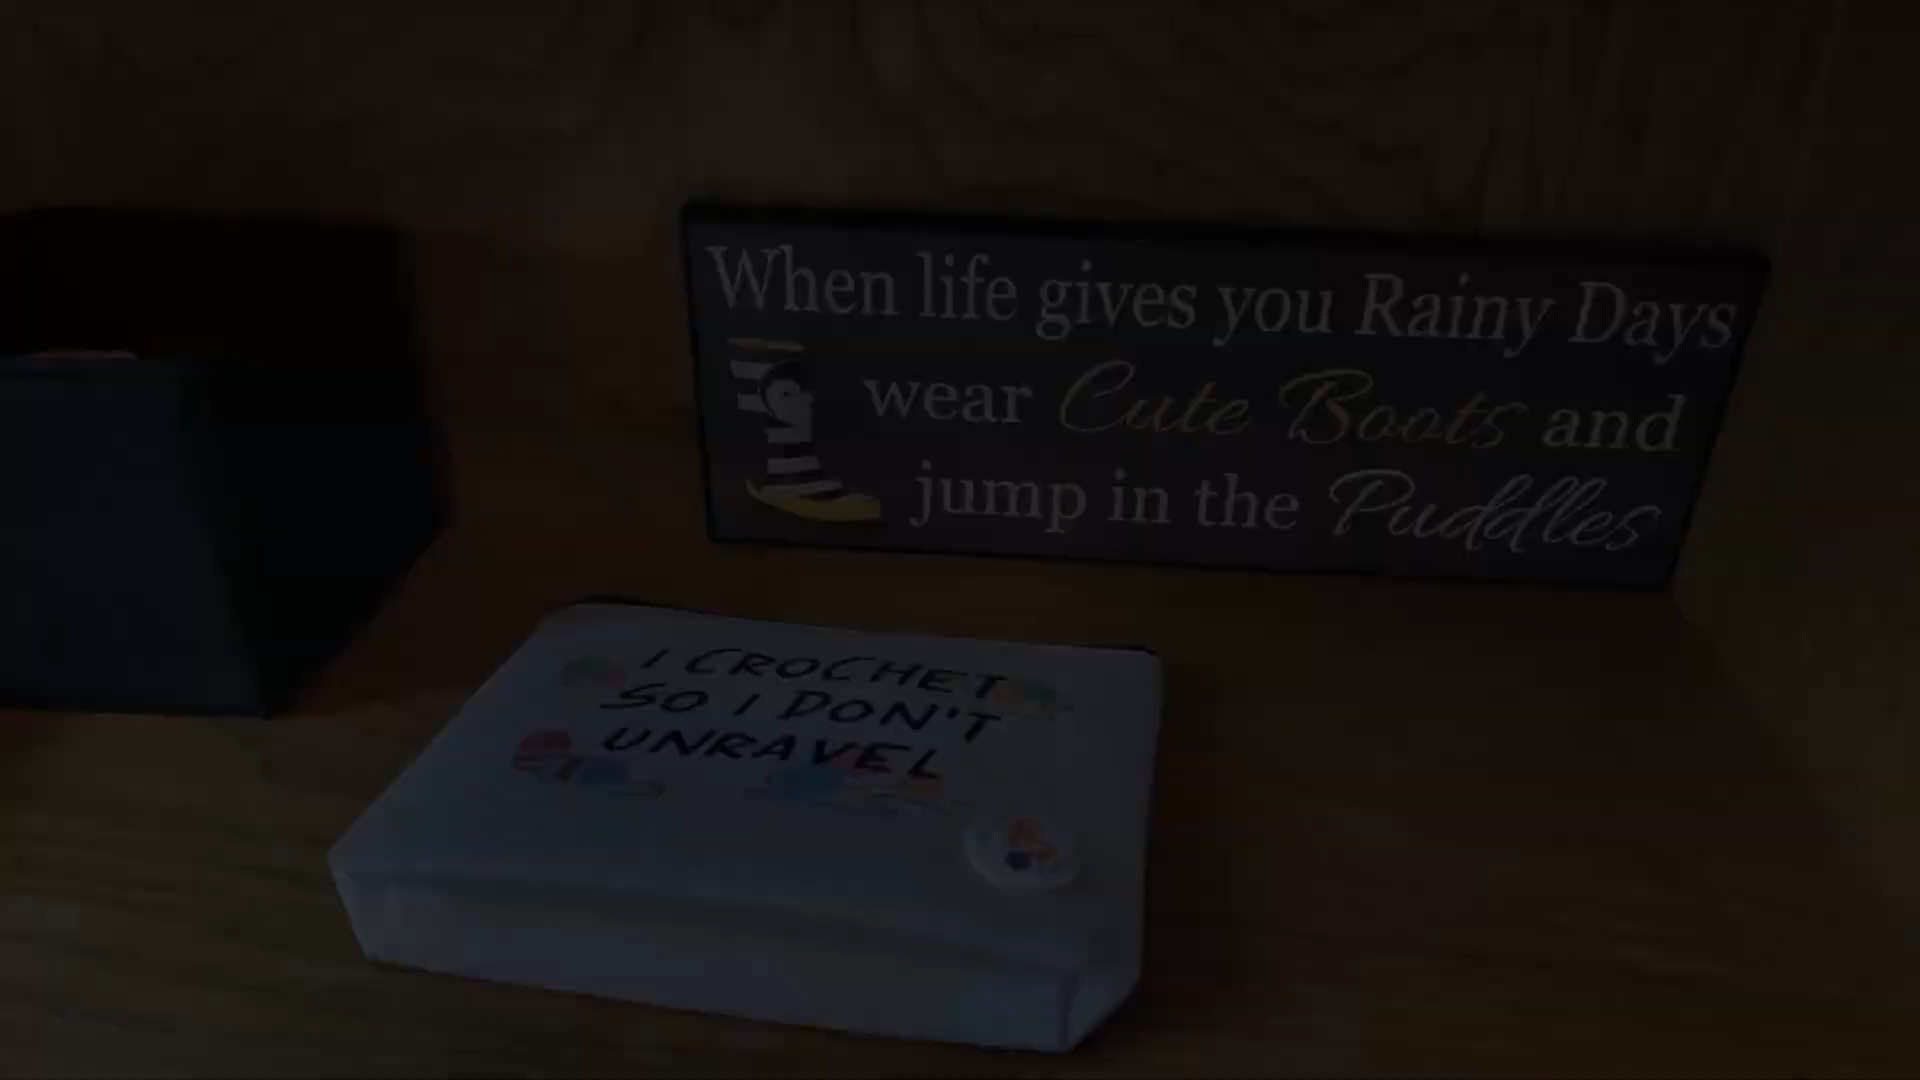 When life gives you Rainy Days
wear Cute Boots and
jump in the Puddles
I CROCHET
SO I DON'T
UNRAVEL